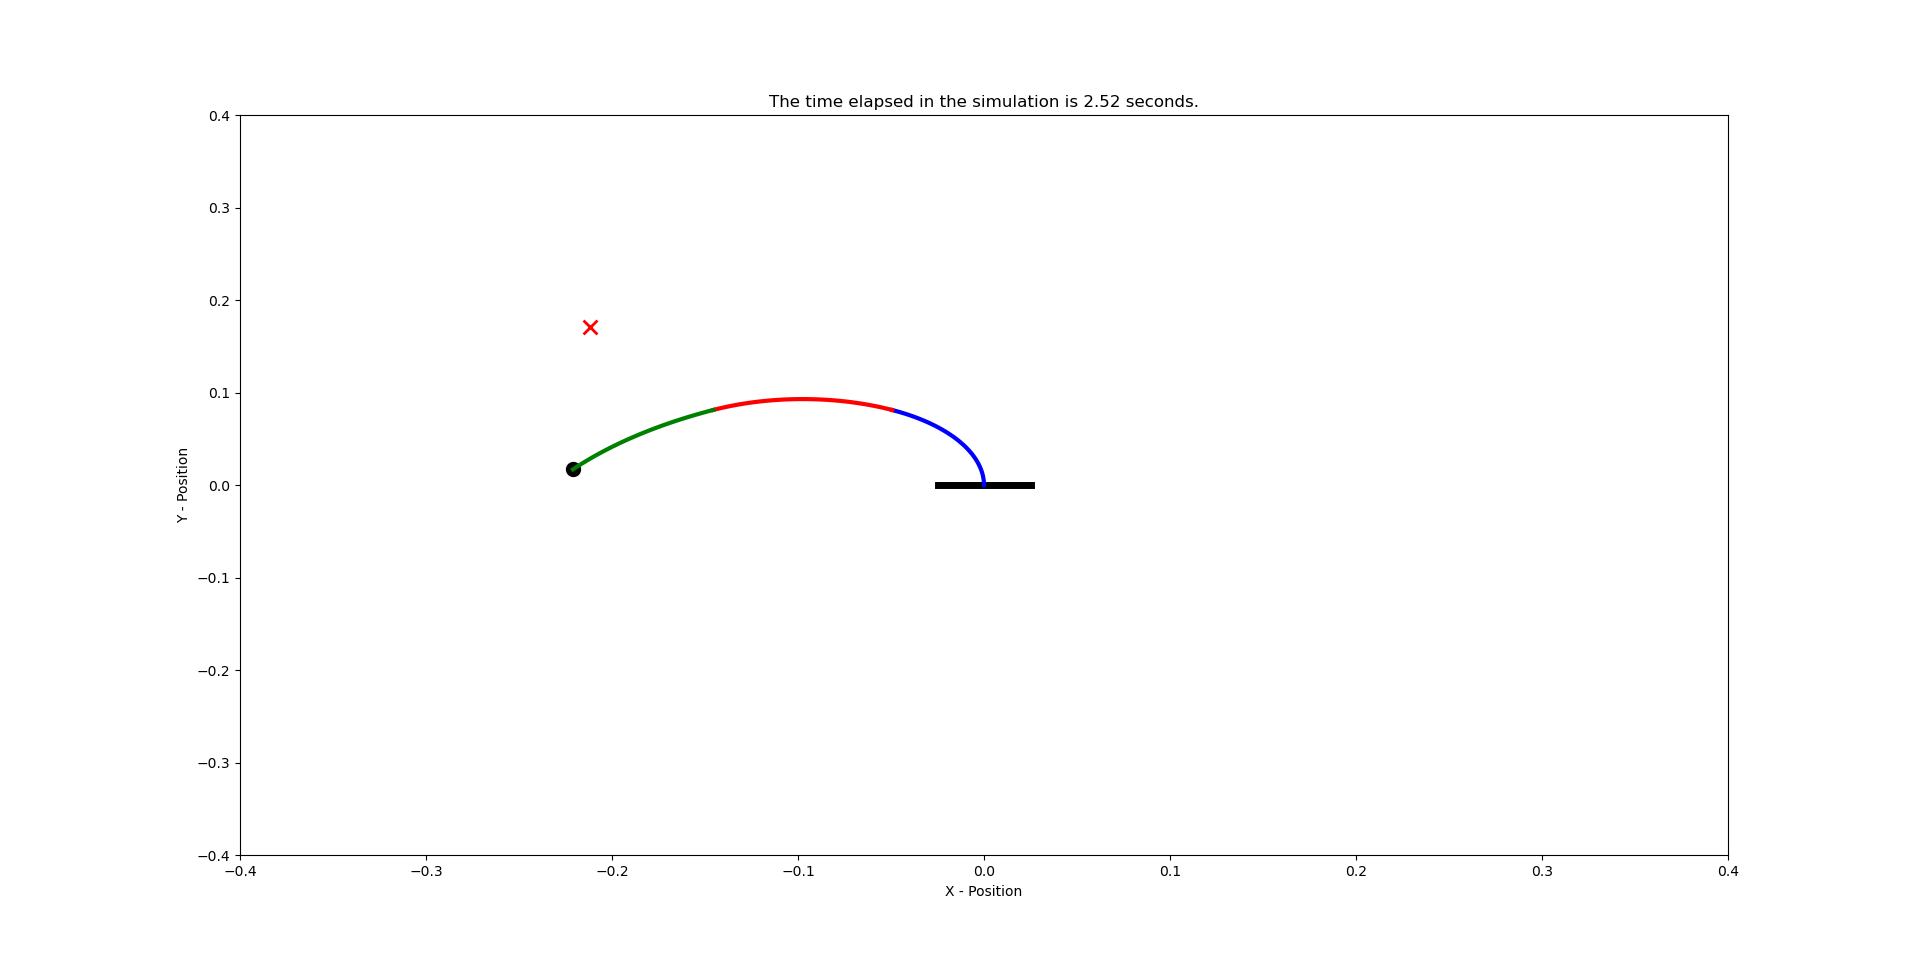 The time elapsed in the simulation is 2.52 seconds.
0.4
0.3
0.2
0.1
0.0
−0.1
−0.2
−0.3
−0.4
Y - Position
−0.4 −0.3 −0.2 −0.1 0.0 0.1 0.2 0.3 0.4
X - Position